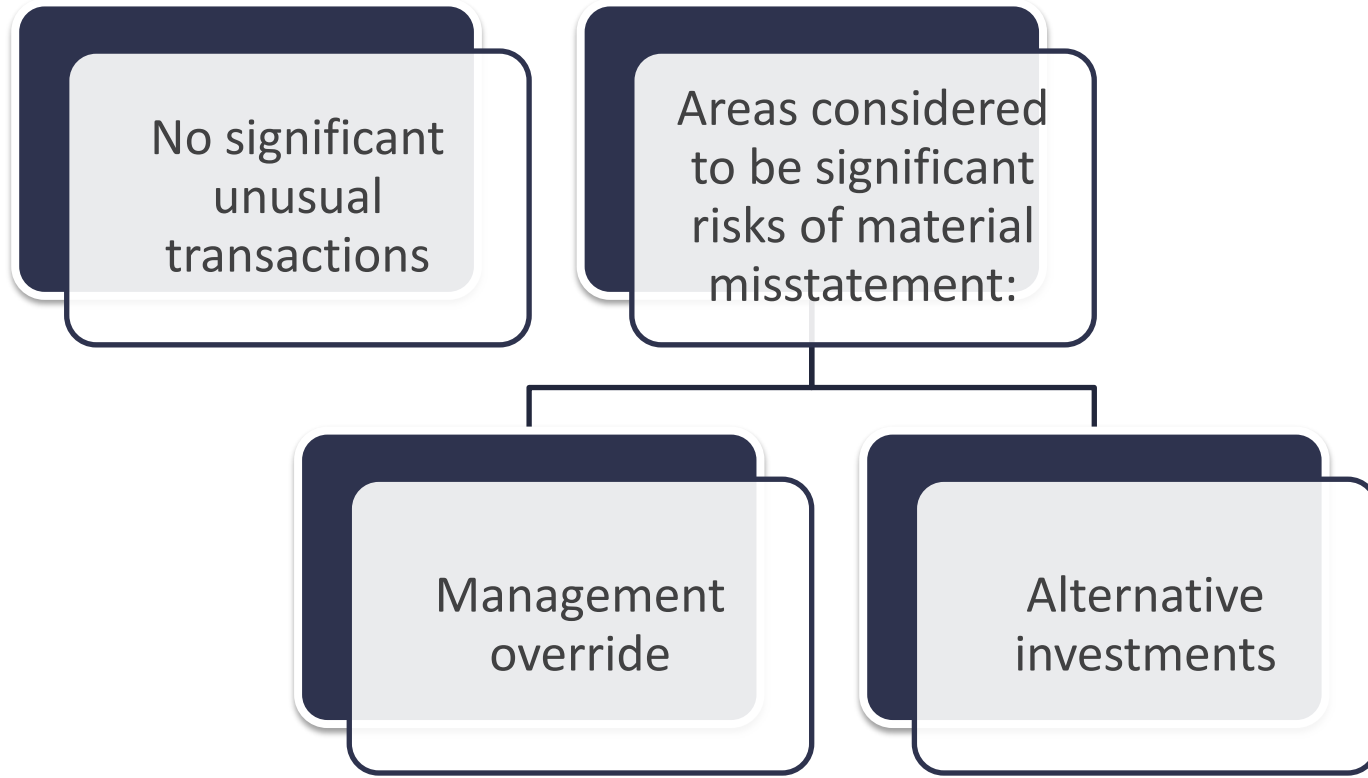 No significant
unusual
transactions
Areas considered
to be significant
risks of material
misstatement:
Management
override
Alternative
investments